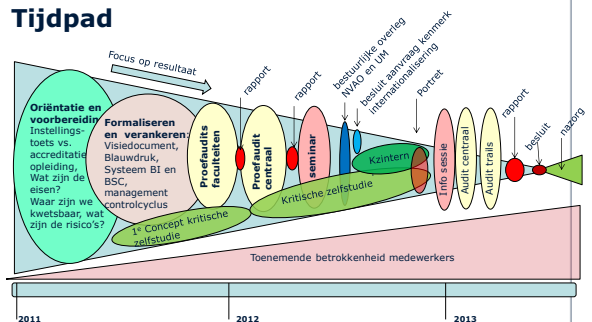 Tijdpad
Focus op resultaat
Oriëntatie en
voorbereiding
Instellings-
toets vs.
accreditatie
opleiding,
Wat zijn de
eisen?
Waar zijn we
kwetsbaar, wat
zijn de risico's?
Formaliseren
en verankeren:
Visiedocument,
Blauwdruk,
Systeem BI en
BSC,
management
controlcyclus
Proefaudits
faculteiten
rapport
Proefaudit
centraal
rapport
seminar
bestuurlijke overleg
NVAO en UM
besluit aanvraag kenmerk
internationalisering
Portret
Kzintern
Kritische zelfstudie
1e Concept kritische
zelfstudie
Info sessie
Audit centraal
Audit trails
rapport
besluit
nazorg
Toenemende betrokkenheid medewerkers
2011
2012
2013